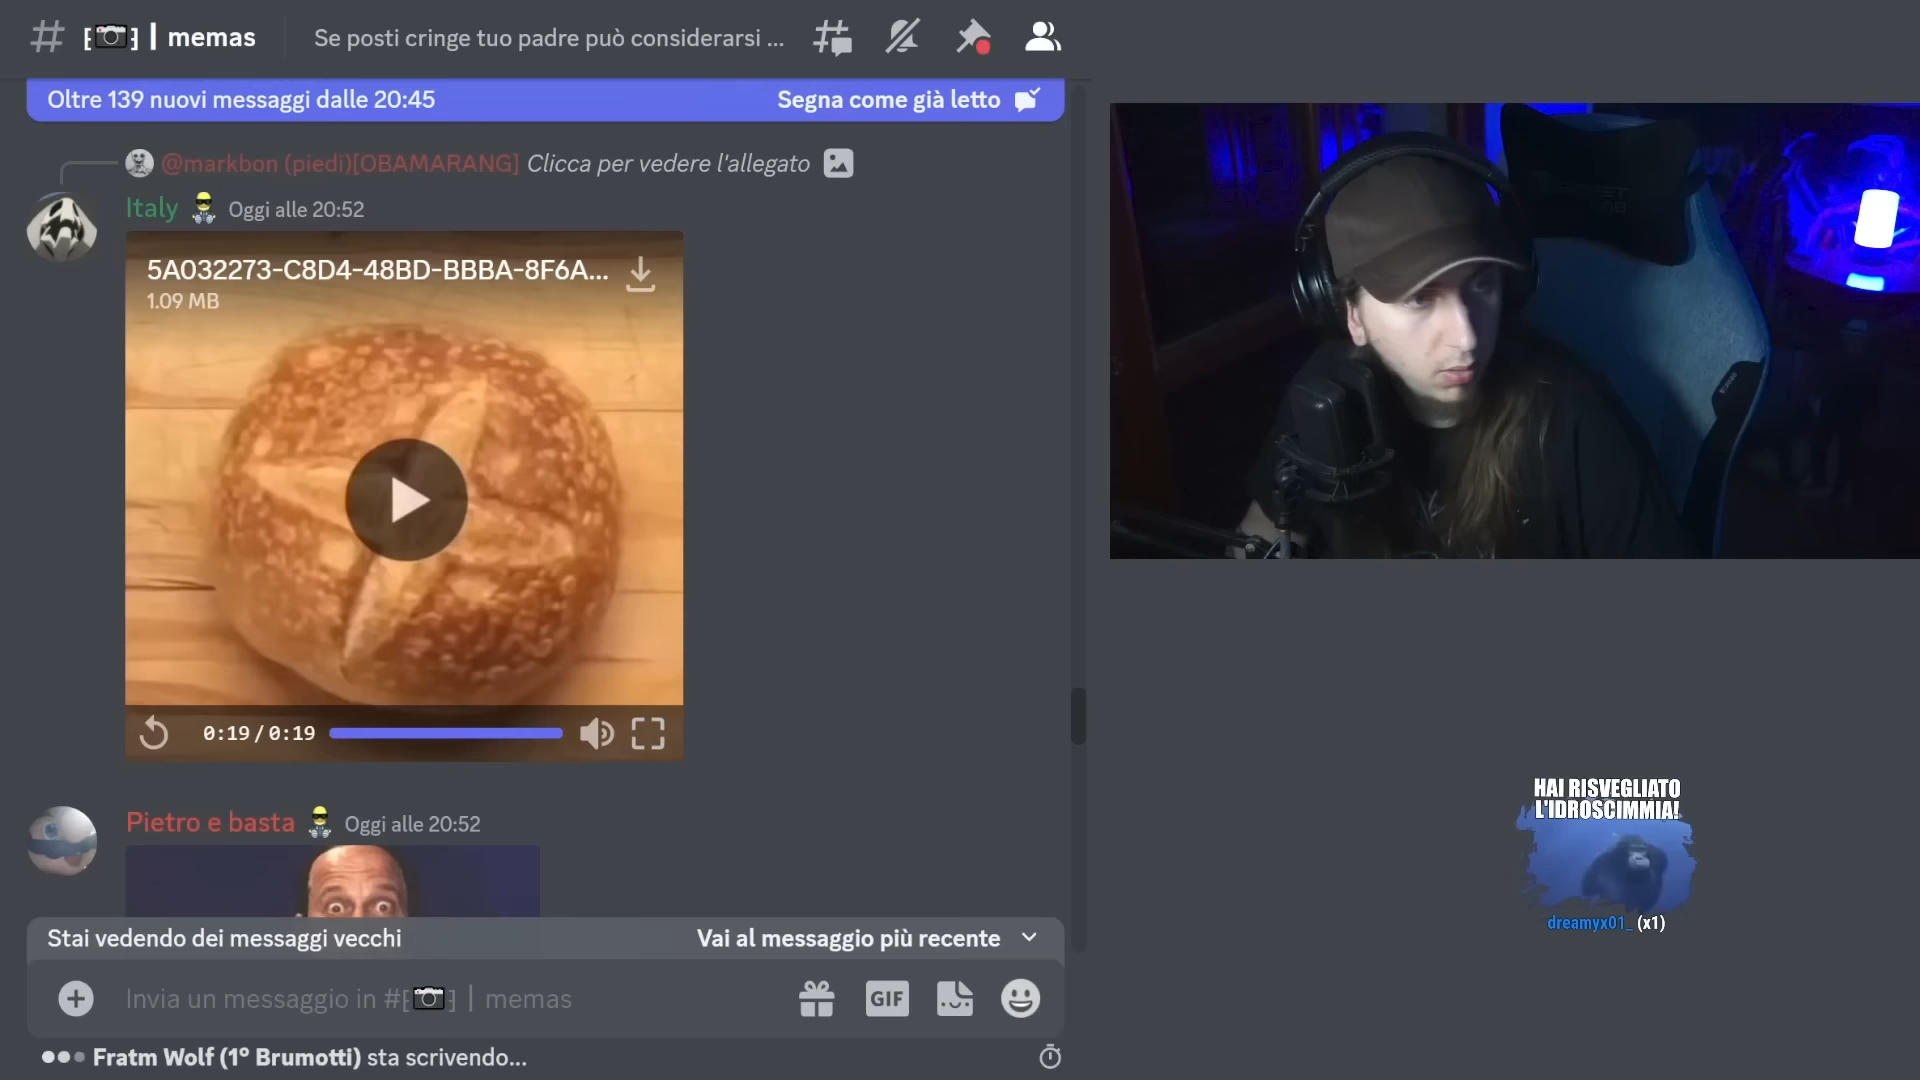 # [📷] | memas
Se posti cringe tuo padre può considerarsi ...
Oltre 139 nuovi messaggi dalle 20:45
Segna come già letto
@markbon (piedi)[OBAMARANG] Clicca per vedere l'allegato
Italy Oggi alle 20:52
5A032273-C8D4-48BD-BBBA-8F6A...
1.09 MB
0:19 / 0:19
Pietro e basta Oggi alle 20:52
Stai vedendo dei messaggi vecchi
Vai al messaggio più recente
Invia un messaggio in #[📷] | memas
GIF
Fratm Wolf (1° Brumotti) sta scrivendo...
HAI RISVEGLIATO
L'IDROSCIMMIA!
dreamyx01_ (x1)